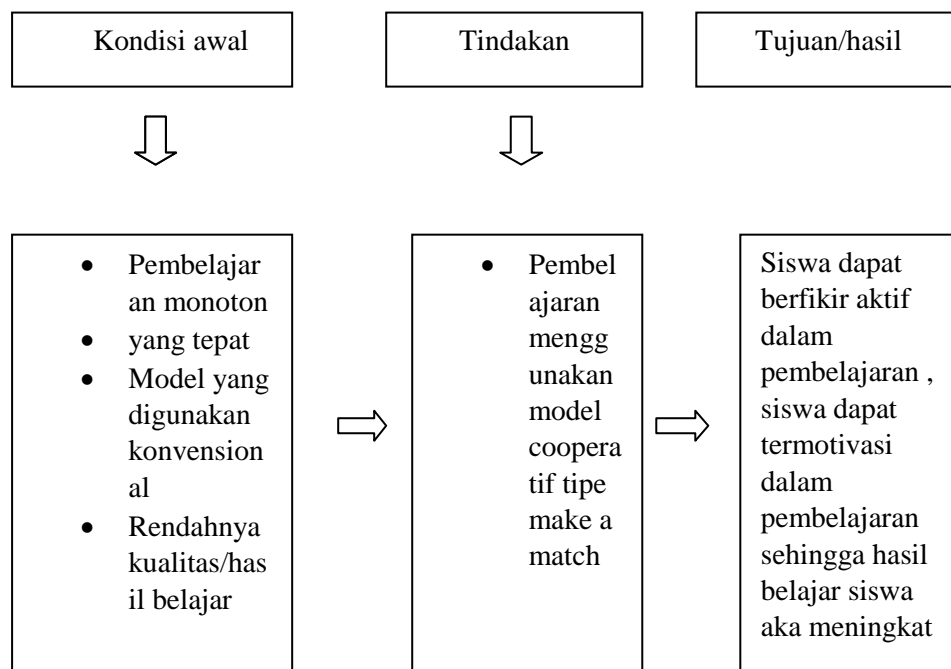 Kondisi awal
Tindakan
Tujuan/hasil
• Pembelajar
an monoton
• yang tepat
• Model yang
digunakan
konvension
al
• Rendahnya
kualitas/has
il belajar
• Pembel
ajaran
mengg
unakan
model
coopera
tif tipe
make a
match
Siswa dapat
berfikir aktif
dalam
pembelajaran ,
siswa dapat
termotivasi
dalam
pembelajaran
sehingga hasil
belajar siswa
aka meningkat